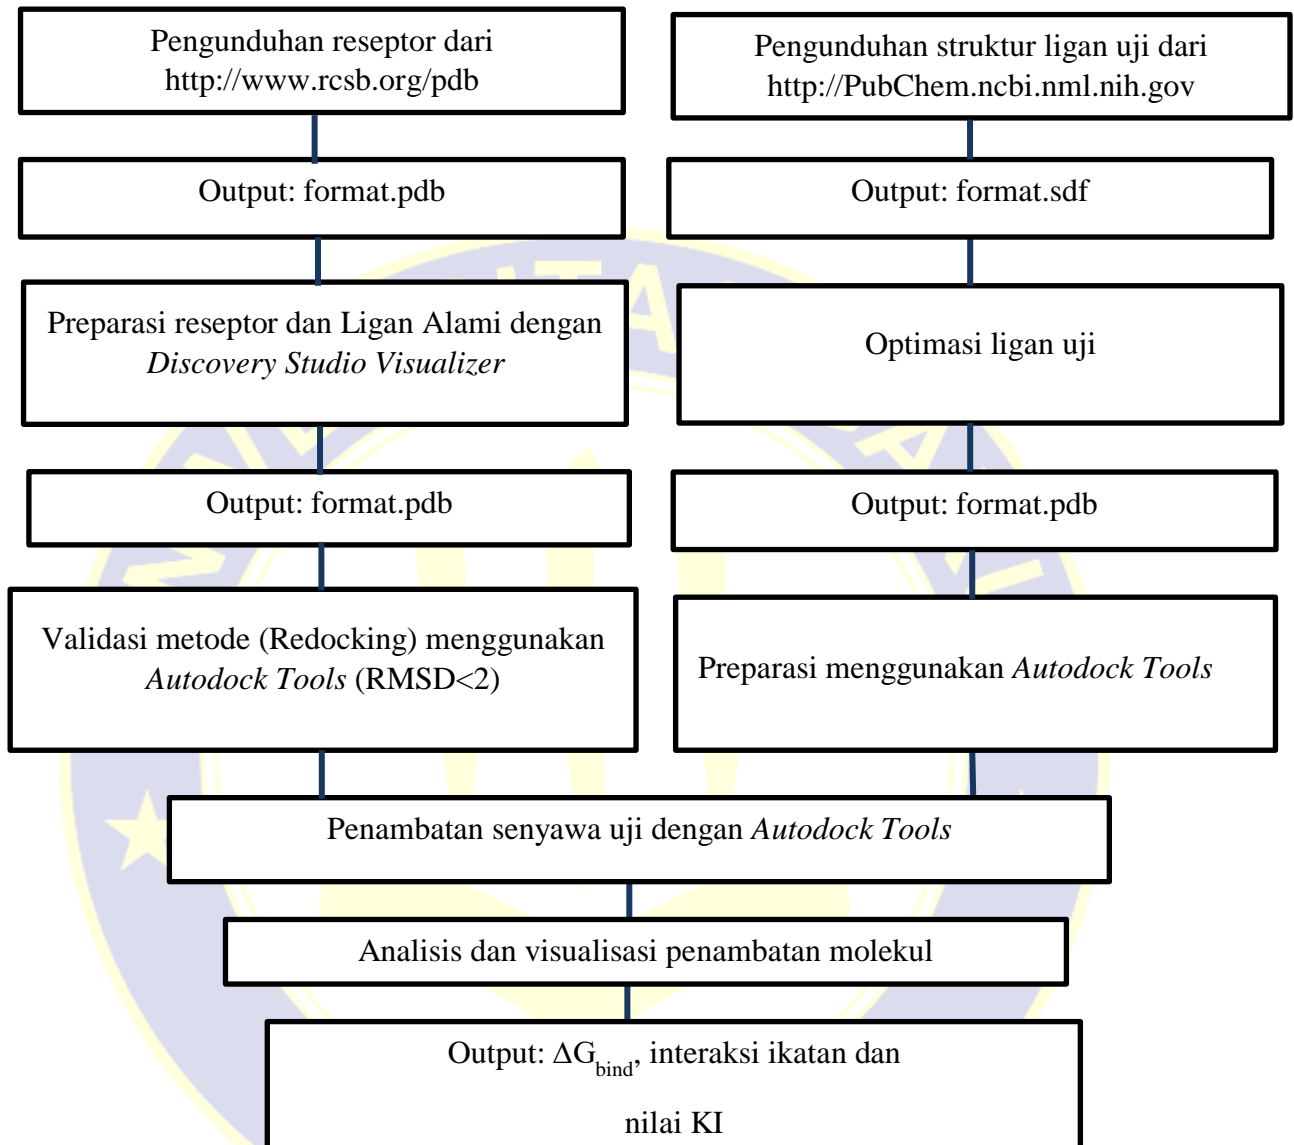 Pengunduhan reseptor dari
http://www.rcsb.org/pdb
Pengunduhan struktur ligan uji dari
http://PubChem.ncbi.nml.nih.gov
Output: format.pdb
Output: format.sdf
Preparasi reseptor dan Ligan Alami dengan
Discovery Studio Visualizer
Optimasi ligan uji
Output: format.pdb
Output: format.pdb
Validasi metode (Redocking) menggunakan
Autodock Tools (RMSD<2)
Preparasi menggunakan Autodock Tools
Penambatan senyawa uji dengan Autodock Tools
Analisis dan visualisasi penambatan molekul
Output: ΔGbind, interaksi ikatan dan
nilai KI